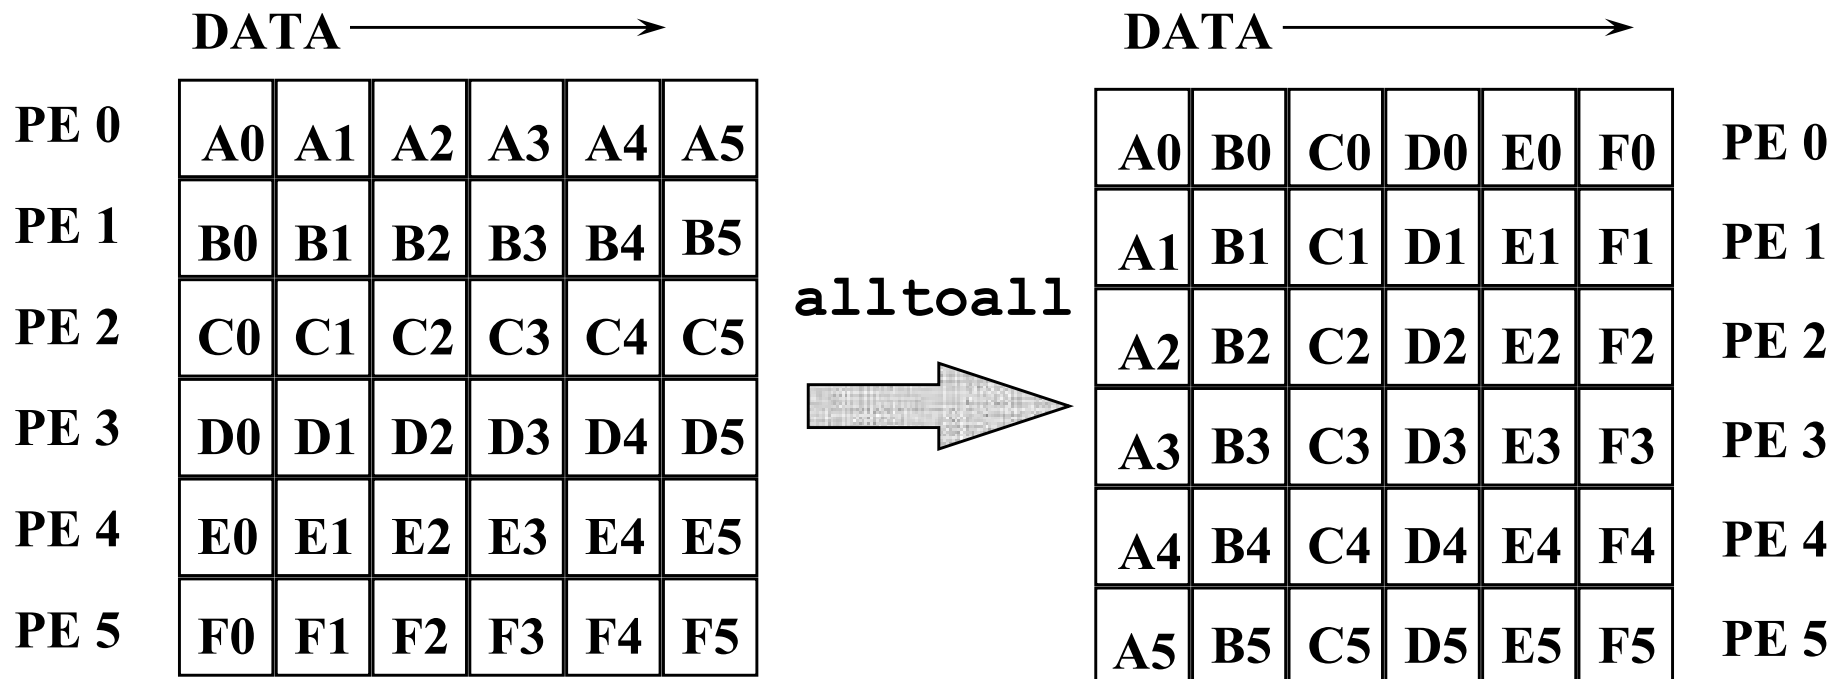 DATA
PE 0 A0 A1 A2 A3 A4 A5
PE 1 B0 B1 B2 B3 B4 B5
PE 2 C0 C1 C2 C3 C4 C5
PE 3 D0 D1 D2 D3 D4 D5
PE 4 E0 E1 E2 E3 E4 E5
PE 5 F0 F1 F2 F3 F4 F5
alltoall
DATA
A0 B0 C0 D0 E0 F0 PE 0
A1 B1 C1 D1 E1 F1 PE 1
A2 B2 C2 D2 E2 F2 PE 2
A3 B3 C3 D3 E3 F3 PE 3
A4 B4 C4 D4 E4 F4 PE 4
A5 B5 C5 D5 E5 F5 PE 5